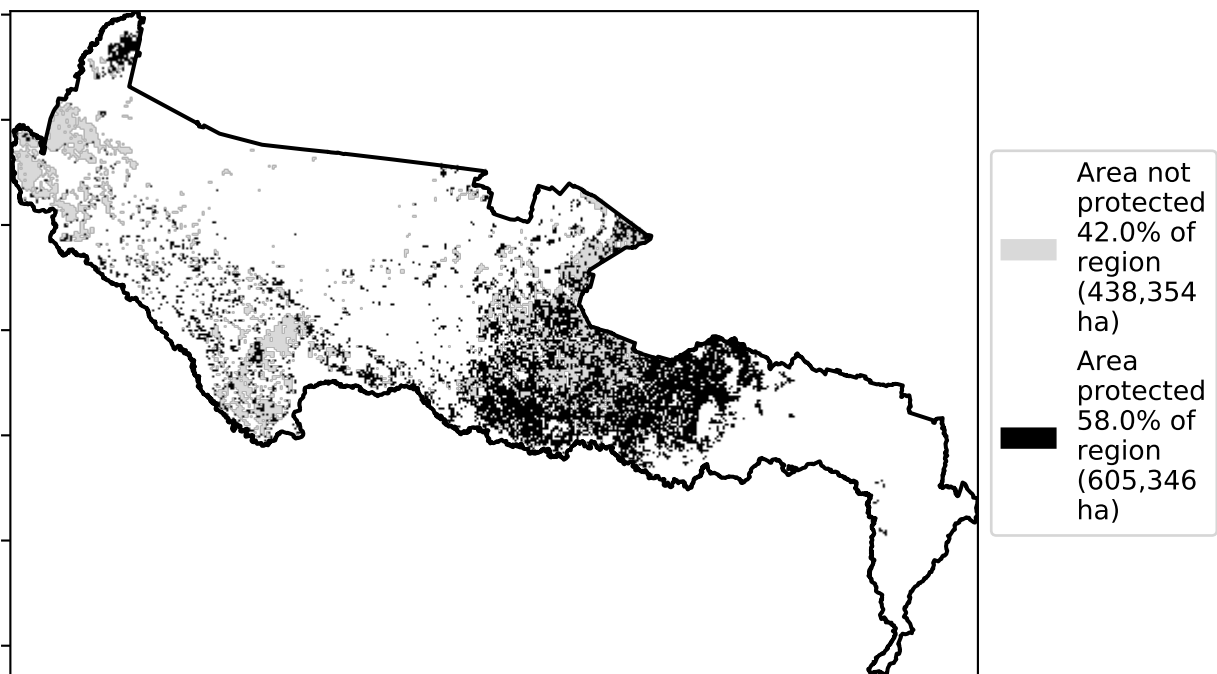 Area not
protected
42.0% of
region
(438,354
ha)
Area
protected
58.0% of
region
(605,346
ha)